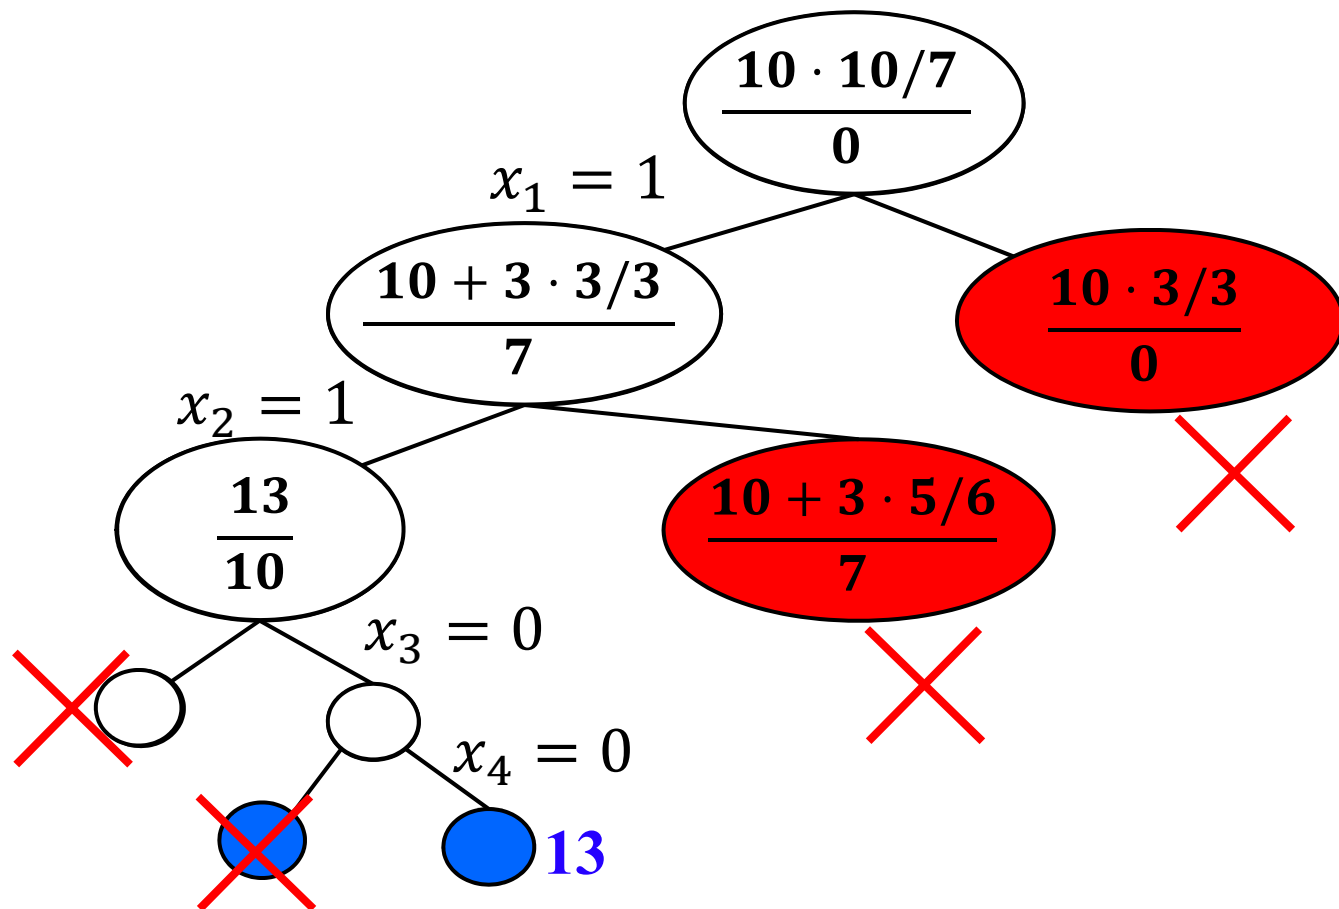 10 · 10/7
0
x₁ = 1
10 + 3 · 3/3
7
10 · 3/3
0
x₂ = 1
13
10
10 + 3 · 5/6
7
x₃ = 0
x₄ = 0
13